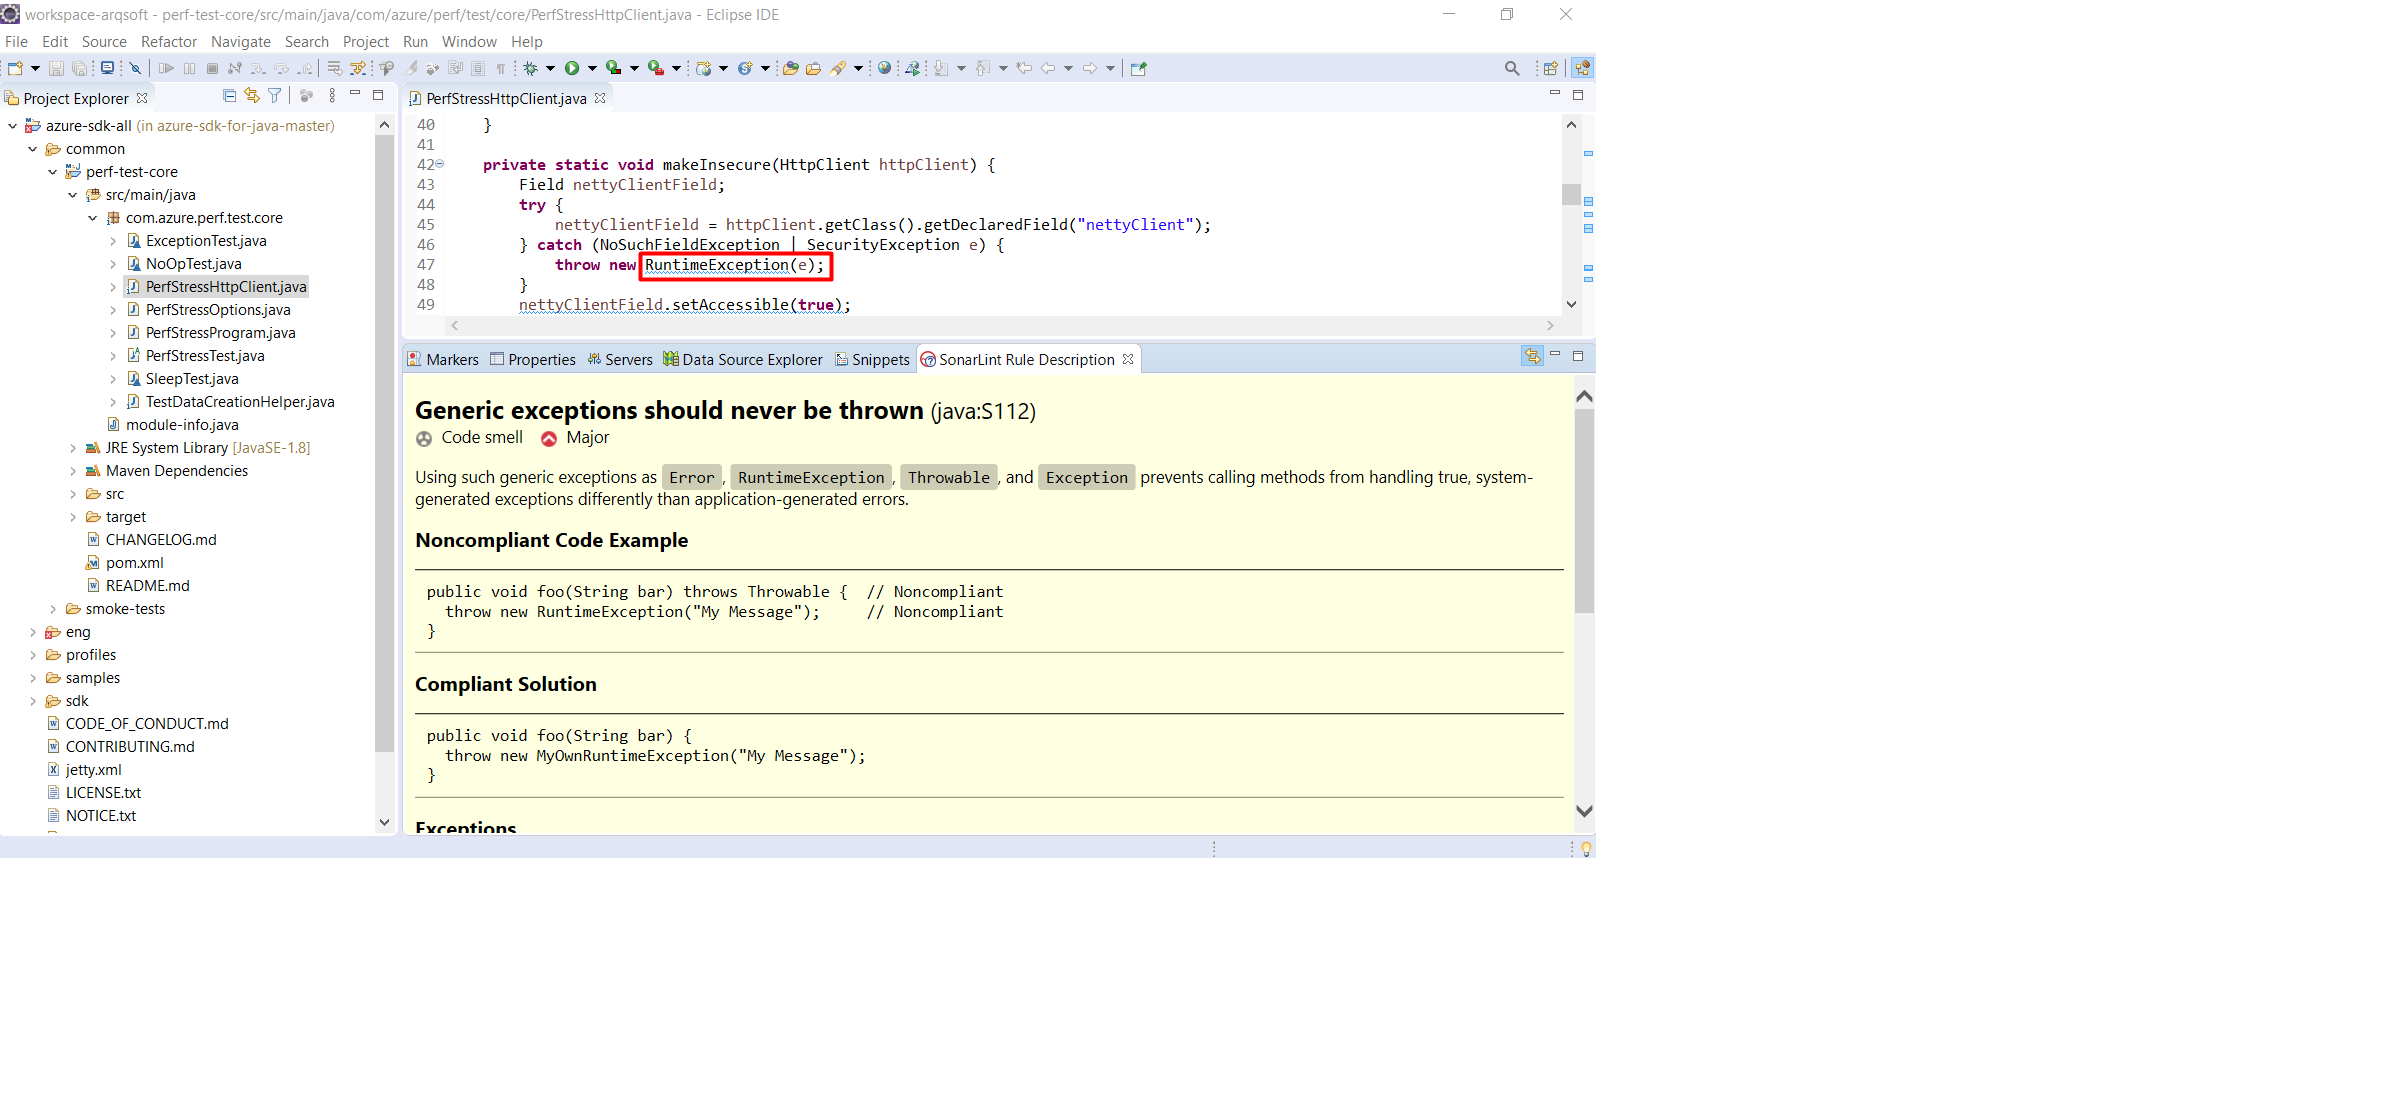 workspace-arqsoft - perf-test-core/src/main/java/com/azure/perf/test/core/PerfStressHttpClient.java - Eclipse IDE
File Edit Source Refactor Navigate Search Project Run Window Help
Project Explorer
azure-sdk-all (in azure-sdk-for-java-master)
common
perf-test-core
src/main/java
com.azure.perf.test.core
ExceptionTest.java
NoOpTest.java
PerfStressHttpClient.java
PerfStressOptions.java
PerfStressProgram.java
PerfStressTest.java
SleepTest.java
TestDataCreationHelper.java
module-info.java
JRE System Library [JavaSE-1.8]
Maven Dependencies
src
target
CHANGELOG.md
pom.xml
README.md
smoke-tests
eng
profiles
samples
sdk
CODE_OF_CONDUCT.md
CONTRIBUTING.md
jetty.xml
LICENSE.txt
NOTICE.txt
PerfStressHttpClient.java
40 }
41
42 private static void makeInsecure(HttpClient httpClient) {
43 Field nettyClientField;
44 try {
45 nettyClientField = httpClient.getClass().getDeclaredField("nettyClient");
46 } catch (NoSuchFieldException | SecurityException e) {
47 throw new RuntimeException(e);
48 }
49 nettyClientField.setAccessible(true);
Markers Properties Servers Data Source Explorer Snippets SonarLint Rule Description
Generic exceptions should never be thrown (java:S112)
Code smell Major
Using such generic exceptions as Error, RuntimeException, Throwable, and Exception prevents calling methods from handling true, system-
generated exceptions differently than application-generated errors.
Noncompliant Code Example
public void foo(String bar) throws Throwable { // Noncompliant
throw new RuntimeException("My Message"); // Noncompliant
}
Compliant Solution
public void foo(String bar) {
throw new MyOwnRuntimeException("My Message");
}
Exceptions